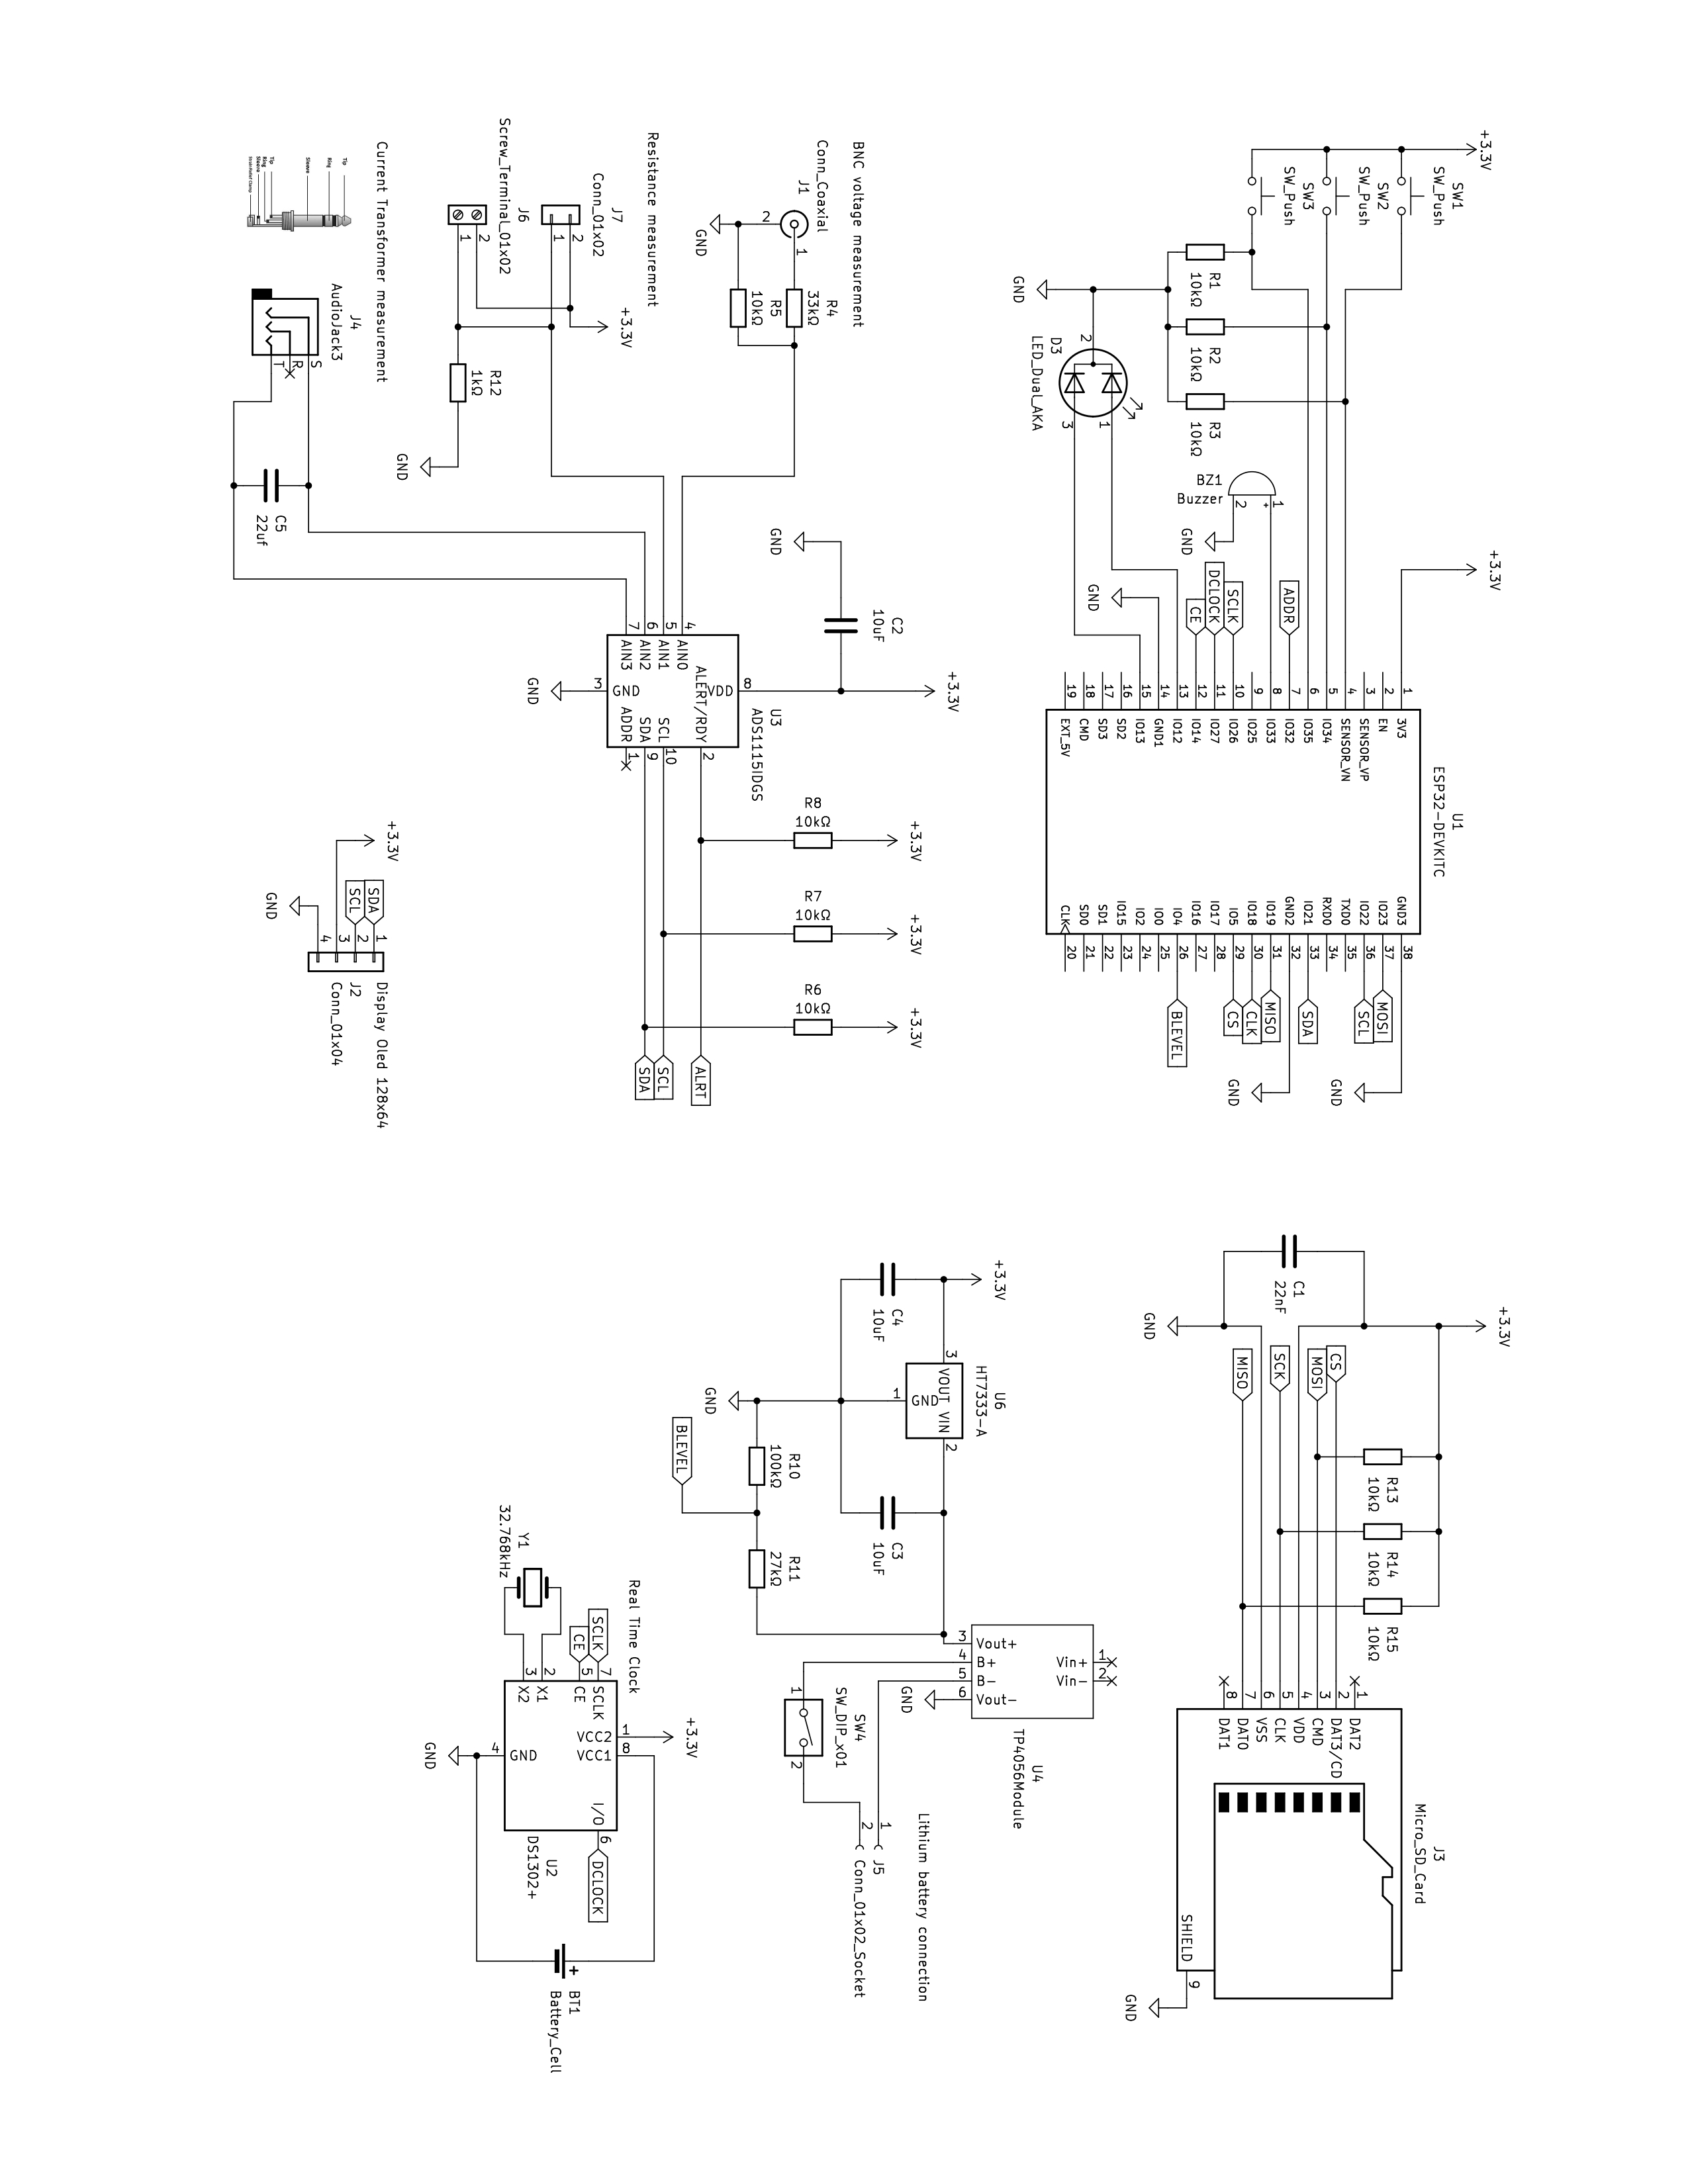 +3.3V
SW1
SW_Push
SW2
SW_Push
SW3
SW_Push
R1
10kΩ
R2
10kΩ
R3
10kΩ
GND
D3
LED_Dual_AKA
1
2
3
BZ1
Buzzer
1
+
2
GND
+3.3V
U1
ESP32-DEVKITC
1 3V3
2 EN
3 SENSOR_VP
4 SENSOR_VN
5 IO34
6 IO35
ADDR 7 IO32
8 IO33
9 IO25
SCLK 10 IO26
DCLOCK 11 IO27
CE 12 IO14
13 IO12
14 GND1
15 IO13
16 SD2
17 SD3
18 CMD
19 EXT_5V
GND
GND3 38
IO23 37 MOSI
IO22 36 SCL
TXD0 35
RXD0 34
IO21 33 SDA
GND2 32
IO19 31 MISO
IO18 30 CLK
IO5 29 CS
IO17 28
IO16 27
IO4 26 BLEVEL
IO0 25
IO2 24
IO15 23
SD1 22
SD0 21
CLK 20
GND
GND
+3.3V
C1
22nF
R13
10kΩ
R14
10kΩ
R15
10kΩ
J3
Micro_SD_Card
1 DAT2
CS 2 DAT3/CD
MOSI 3 CMD
4 VDD
SCK 5 CLK
6 VSS
MISO 7 DAT0
8 DAT1
SHIELD 9
GND
GND
U4
TP4056Module
1 Vin+
2 Vin-
3 Vout+
4 B+
5 B-
6 Vout-
GND
+3.3V
U6
HT7333-A
3 VOUT VIN 2
GND
1
C4
10uF
C3
10uF
Lithium battery connection
1 J5
2 Conn_01x02_Socket
SW4
SW_DIP_x01
1 2
R10
100kΩ
R11
27kΩ
GND
BLEVEL
+3.3V
C2
10uF
GND
+3.3V
R8
10kΩ
+3.3V
R7
10kΩ
+3.3V
R6
10kΩ
U3
ADS1115IDGS
8 VDD
ALERT/RDY 2 ALRT
4 AIN0
5 AIN1
6 AIN2
7 AIN3
SCL 10 SCL
SDA 9 SDA
ADDR 1
GND
3
GND
BNC voltage measurement
Conn_Coaxial
J1
1
2
R4
33kΩ
R5
10kΩ
GND
Resistance measurement
+3.3V
J7
Conn_01x02
2
1
J6
Screw_Terminal_01x02
2
1
R12
1kΩ
GND
Current Transformer measurement
J4
AudioJack3
S
R
T
C5
22uf
Tip
Ring
Sleeve
Tip
Ring
Sleeve
Strain Relief Clamp
+3.3V
Display Oled 128x64
SDA 1
SCL 2
3
4
J2
Conn_01x04
GND
Real Time Clock
+3.3V
1 VCC2
8 VCC1
SCLK 7 SCLK
CE 5 CE
2 X1
3 X2
I/O 6 DCLOCK
GND
4
U2
DS1302+
Y1
32.768kHz
+
BT1
Battery_Cell
GND